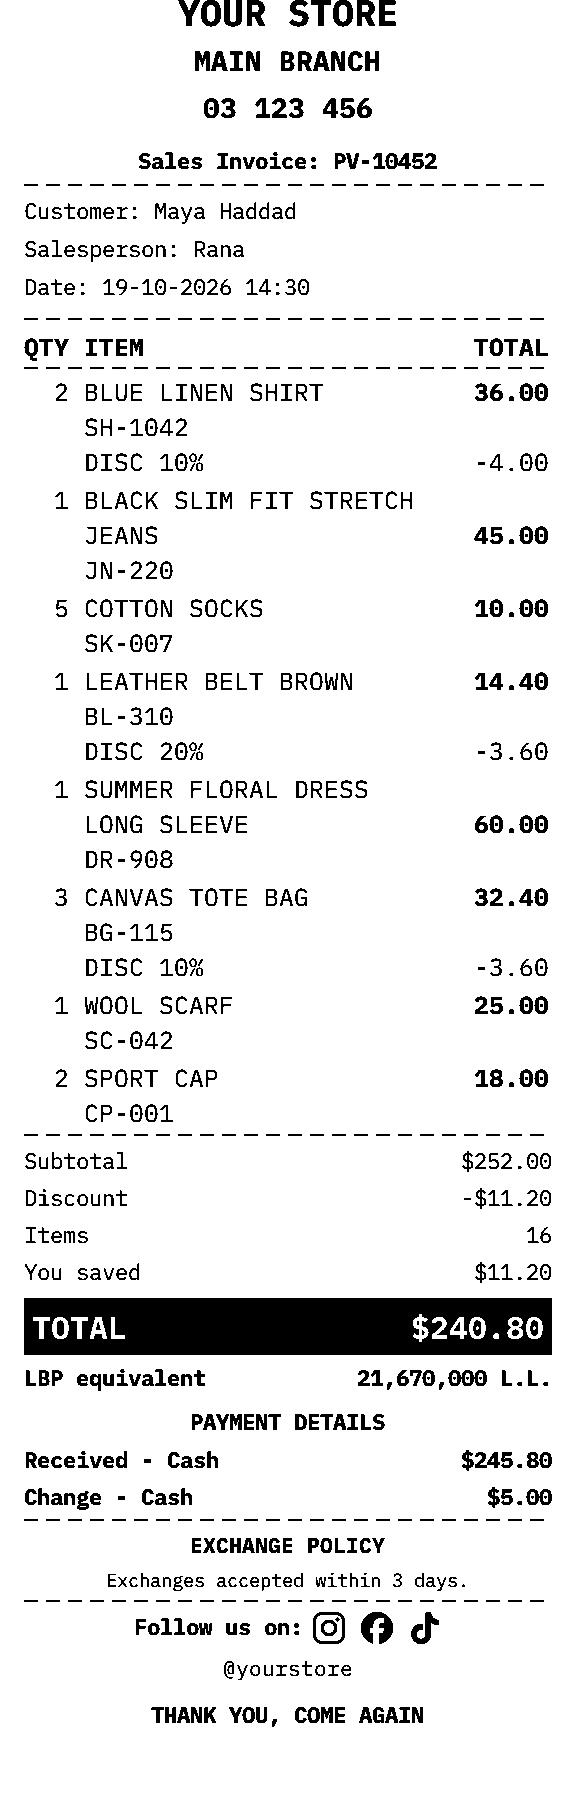 YOUR STORE
MAIN BRANCH
03 123 456
Sales Invoice: PV-10452
Customer: Maya Haddad
Salesperson: Rana
Date: 19-10-2026 14:30
QTY ITEM TOTAL
2 BLUE LINEN SHIRT 36.00
SH-1042
DISC 10% -4.00
1 BLACK SLIM FIT STRETCH
JEANS 45.00
JN-220
5 COTTON SOCKS 10.00
SK-007
1 LEATHER BELT BROWN 14.40
BL-310
DISC 20% -3.60
1 SUMMER FLORAL DRESS
LONG SLEEVE 60.00
DR-908
3 CANVAS TOTE BAG 32.40
BG-115
DISC 10% -3.60
1 WOOL SCARF 25.00
SC-042
2 SPORT CAP 18.00
CP-001
Subtotal $252.00
Discount -$11.20
Items 16
You saved $11.20
TOTAL $240.80
LBP equivalent 21,670,000 L.L.
PAYMENT DETAILS
Received - Cash $245.80
Change - Cash $5.00
EXCHANGE POLICY
Exchanges accepted within 3 days.
Follow us on:
@yourstore
THANK YOU, COME AGAIN